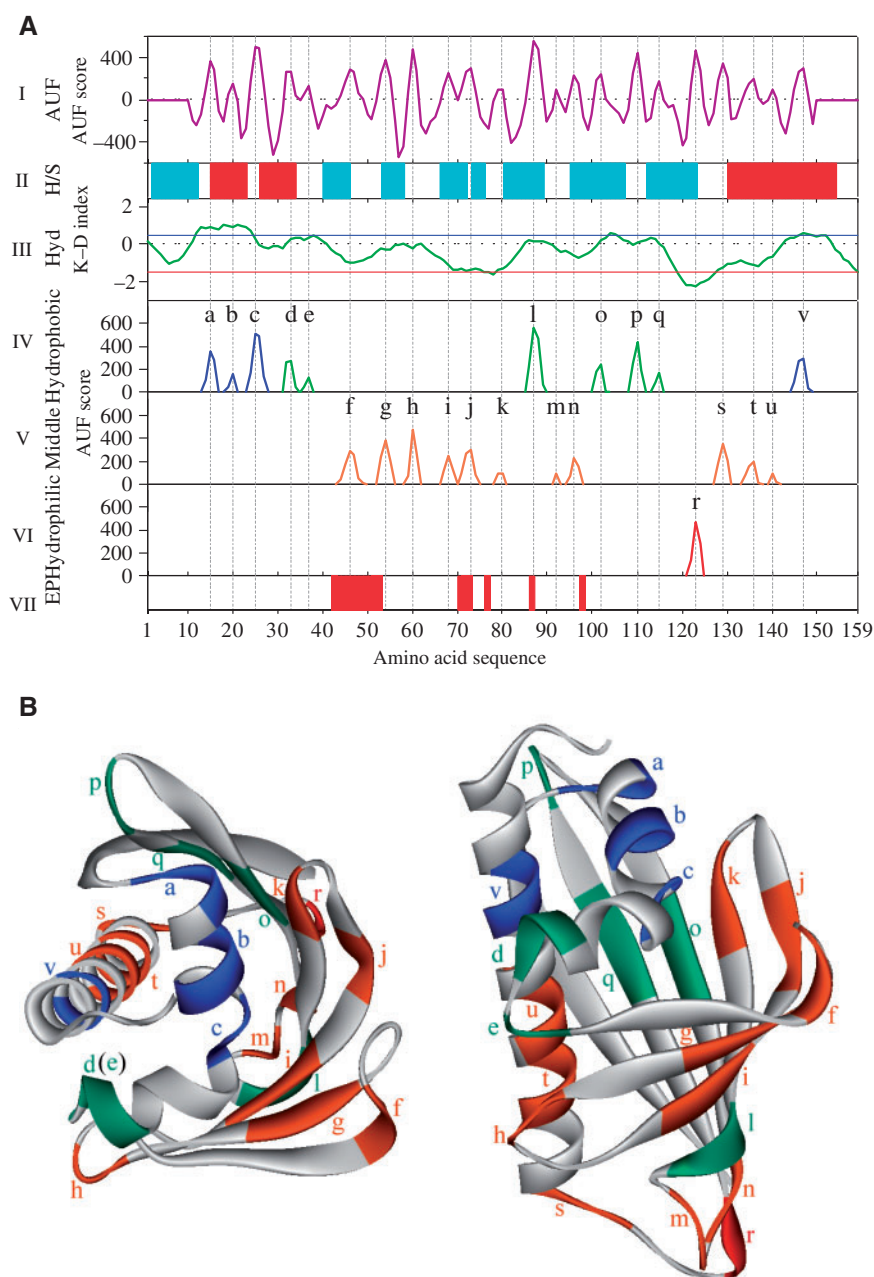 A
I
AUF
AUF score
400
0
−400
II
H/S
III
Hyd
K–D index
2
0
−2
IV
Hydrophobic
600
400
200
0
a b c d e l o p q v
V
Middle
AUF score
600
400
200
0
f g h i j k m n s t u
VI
Hydrophilic
600
400
200
0
r
VII
EP
1 10 20 30 40 50 60 70 80 90 100 110 120 130 140 150 159
Amino acid sequence
B
p
q
a
k
r
s
o
u
b
v
t
j
n
c
m
d(e)
i
l
f
g
h
p
a
b
c
k
j
v
d
o
q
u
e
g
f
t
i
h
l
n
s
m
r